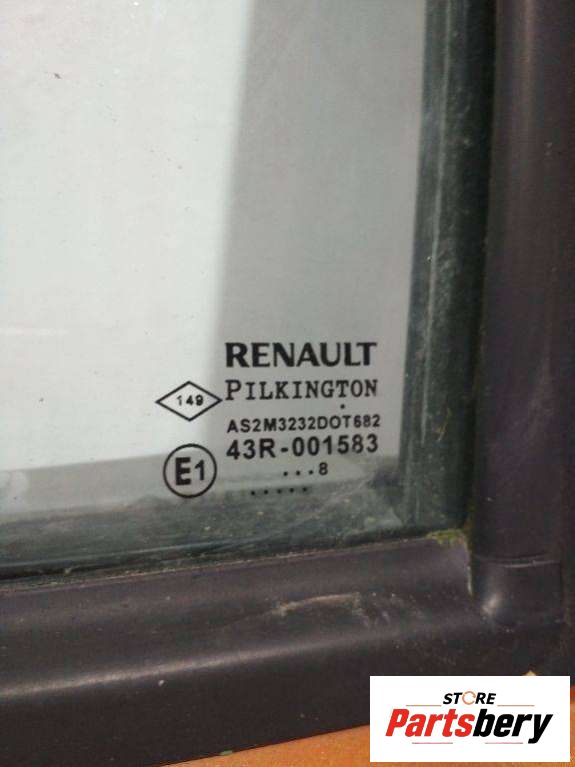 RENAULT
149
PILKINGTON
AS2M3232DOT682
43R-001583
E1
...8
.....
STORE
Partsbery